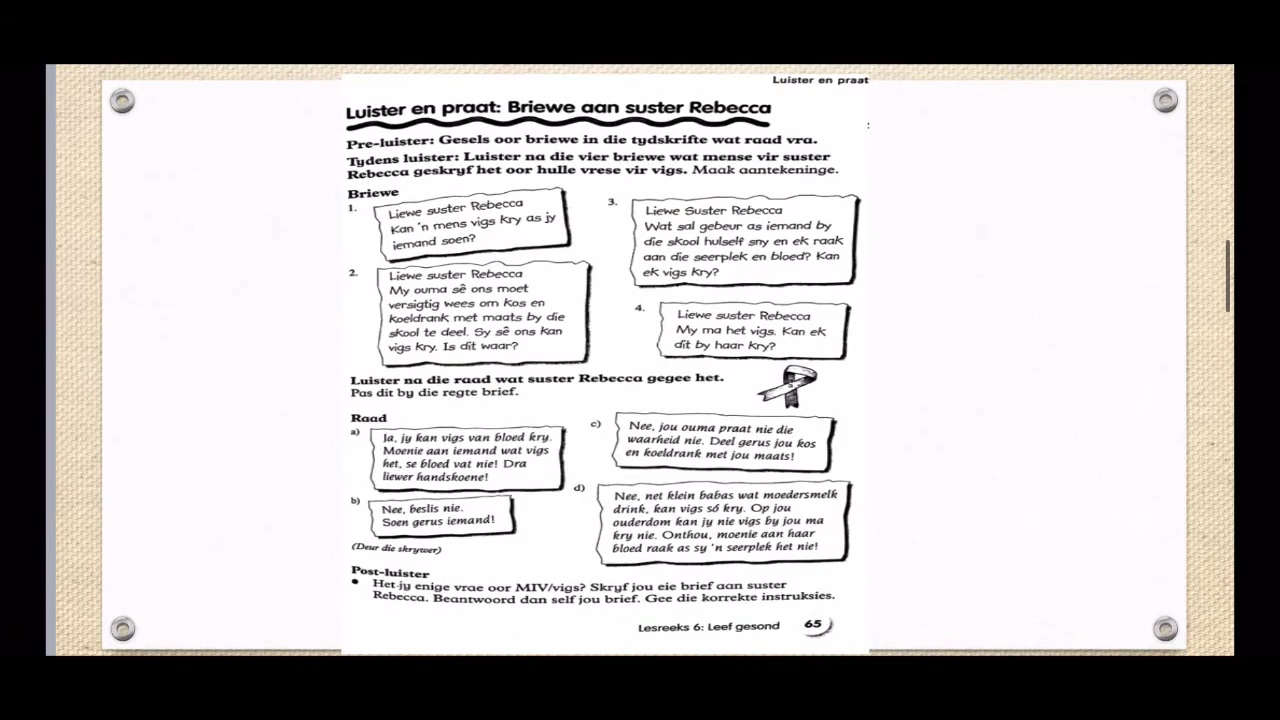 Luister en praat
Luister en praat: Briewe aan suster Rebecca
Pre-luister: Gesels oor briewe in die tydskrifte wat raad vra.
Tydens luister: Luister na die vier briewe wat mense vir suster
Rebecca geskryf het oor hulle vrese vir vigs. Maak aantekeninge.
Briewe
1.
Liewe suster Rebecca
Kan 'n mens vigs kry as jy
iemand soen?
2.
Liewe suster Rebecca
My ouma sê ons moet
versigtig wees om kos en
koeldrank met maats by die
skool te deel. Sy sê ons kan
vigs kry. Is dit waar?
3.
Liewe Suster Rebecca
Wat sal gebeur as iemand by
die skool hulself sny en ek raak
aan die seerplek en bloed? Kan
ek vigs kry?
4.
Liewe suster Rebecca
My ma het vigs. Kan ek
dit by haar kry?
Luister na die raad wat suster Rebecca gegee het.
Pas dit by die regte brief.
Raad
a)
Ja, jy kan vigs van bloed kry.
Moenie aan iemand wat vigs
het, se bloed vat nie! Dra
liewer handskoene!
b)
Nee, beslis nie.
Soen gerus iemand!
(Deur die skrywer)
c)
Nee, jou ouma praat nie die
waarheid nie. Deel gerus jou kos
en koeldrank met jou maats!
d)
Nee, net klein babas wat moedersmelk
drink, kan vigs só kry. Op jou
ouderdom kan jy nie vigs by jou ma
kry nie. Onthou, moenie aan haar
bloed raak as sy 'n seerplek het nie!
Post-luister
• Het jy enige vrae oor MIV/vigs? Skryf jou eie brief aan suster
Rebecca. Beantwoord dan self jou brief. Gee die korrekte instruksies.
Lesreeks 6: Leef gesond 65